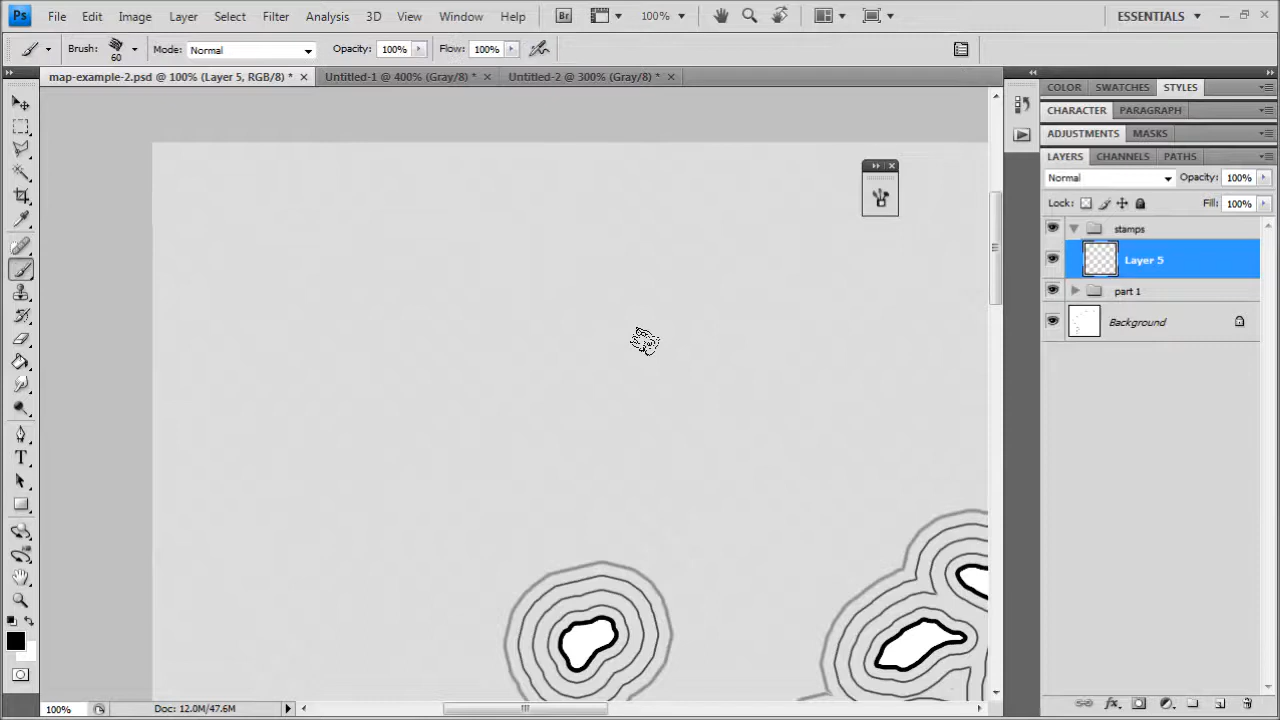 Ps File Edit Image Layer Select Filter Analysis 3D View Window Help Br 100% ESSENTIALS
Brush: 60 Mode: Normal Opacity: 100% Flow: 100%
map-example-2.psd @ 100% (Layer 5, RGB/8) * Untitled-1 @ 400% (Gray/8) * Untitled-2 @ 300% (Gray/8) *
COLOR SWATCHES STYLES
CHARACTER PARAGRAPH
ADJUSTMENTS MASKS
LAYERS CHANNELS PATHS
Normal Opacity: 100%
Lock: Fill: 100%
stamps
Layer 5
part 1
Background
100% Doc: 12.0M/47.6M